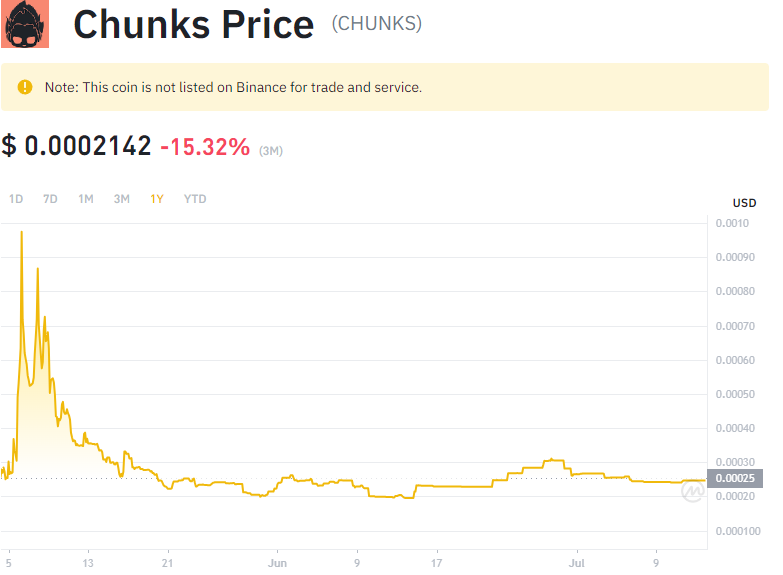 Chunks Price (CHUNKS)
Note: This coin is not listed on Binance for trade and service.
$ 0.0002142 -15.32% (3M)
1D 7D 1M 3M 1Y YTD
USD
0.0010
0.00090
0.00080
0.00070
0.00060
0.00050
0.00040
0.00030
0.00025
0.00020
0.000100
5 13 21 Jun 9 17 Jul 9